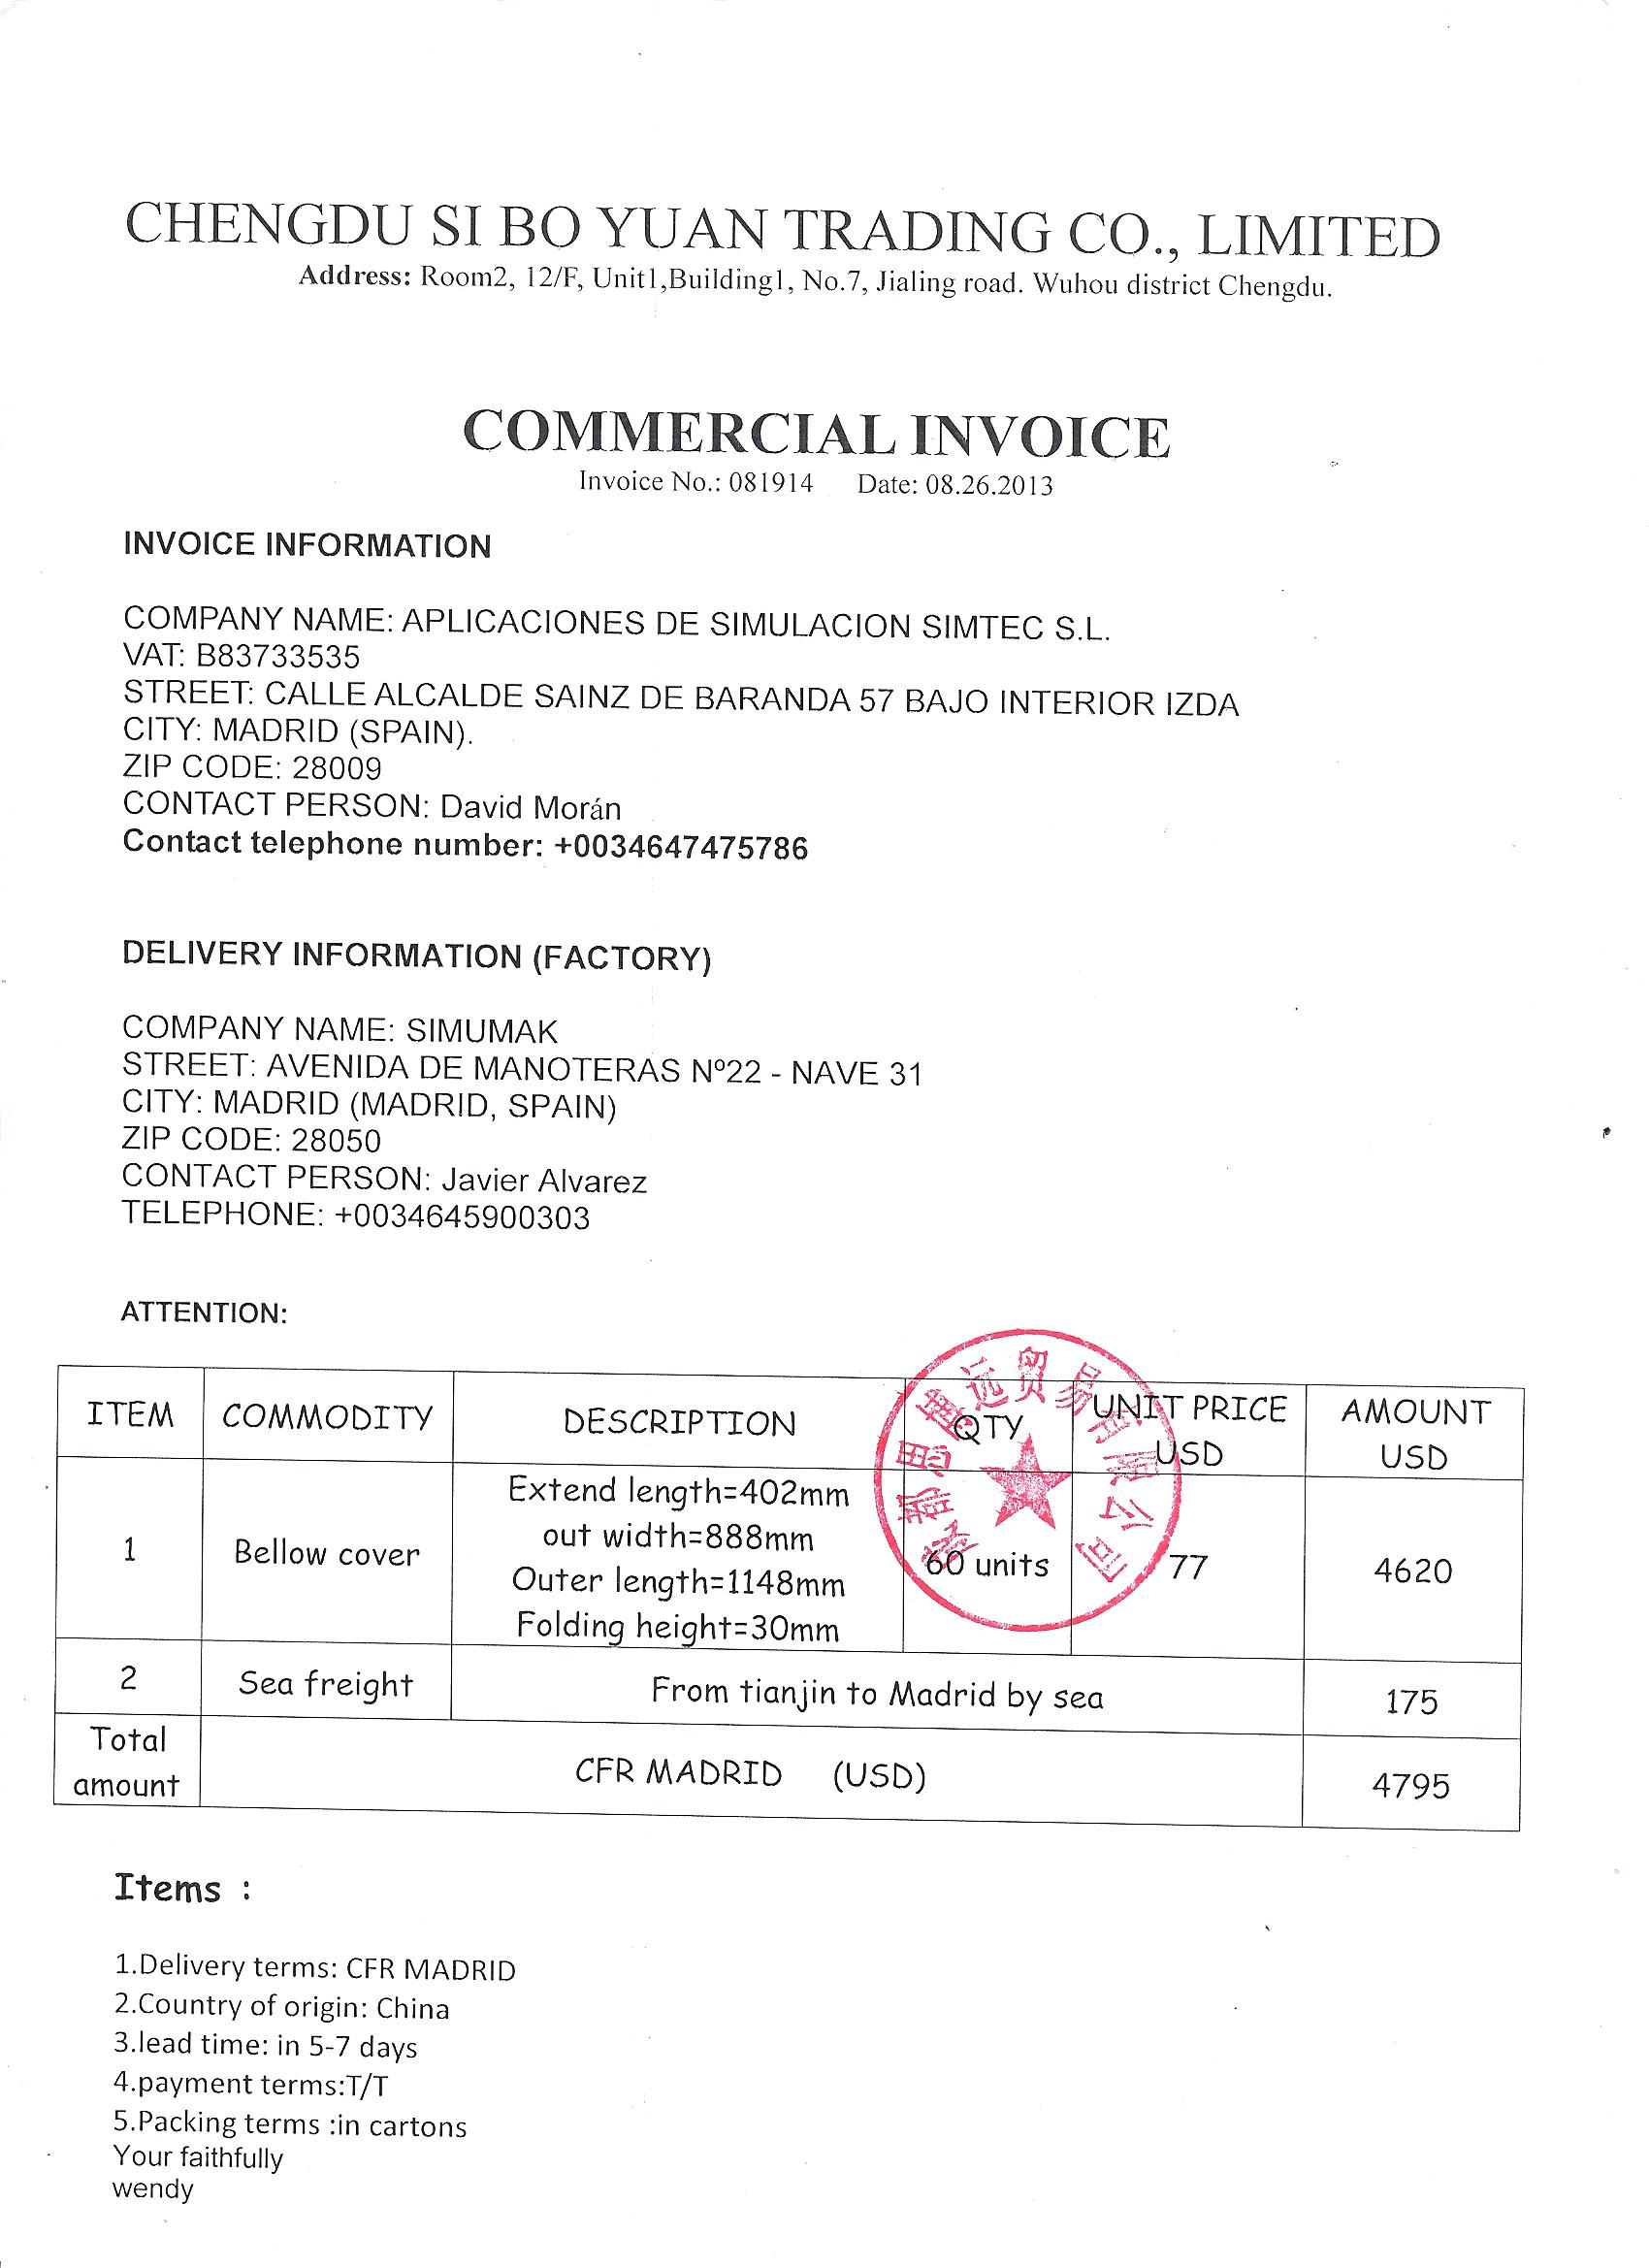 CHENGDU SI BO YUAN TRADING CO., LIMITED
Address: Room2, 12/F, Unit1,Building1, No.7, Jialing road. Wuhou district Chengdu.
COMMERCIAL INVOICE
Invoice No.: 081914 Date: 08.26.2013
INVOICE INFORMATION
COMPANY NAME: APLICACIONES DE SIMULACION SIMTEC S.L.
VAT: B83733535
STREET: CALLE ALCALDE SAINZ DE BARANDA 57 BAJO INTERIOR IZDA
CITY: MADRID (SPAIN).
ZIP CODE: 28009
CONTACT PERSON: David Morán
Contact telephone number: +0034647475786
DELIVERY INFORMATION (FACTORY)
COMPANY NAME: SIMUMAK
STREET: AVENIDA DE MANOTERAS Nº22 - NAVE 31
CITY: MADRID (MADRID, SPAIN)
ZIP CODE: 28050
CONTACT PERSON: Javier Alvarez
TELEPHONE: +0034645900303
ATTENTION:
ITEM COMMODITY DESCRIPTION QTY UNIT PRICE USD AMOUNT USD
1 Bellow cover
Extend length=402mm
out width=888mm
Outer length=1148mm
Folding height=30mm
60 units 77 4620
2 Sea freight From tianjin to Madrid by sea 175
Total amount CFR MADRID (USD) 4795
远贸易有限公司
Items :
1.Delivery terms: CFR MADRID
2.Country of origin: China
3.lead time: in 5-7 days
4.payment terms:T/T
5.Packing terms :in cartons
Your faithfully
wendy